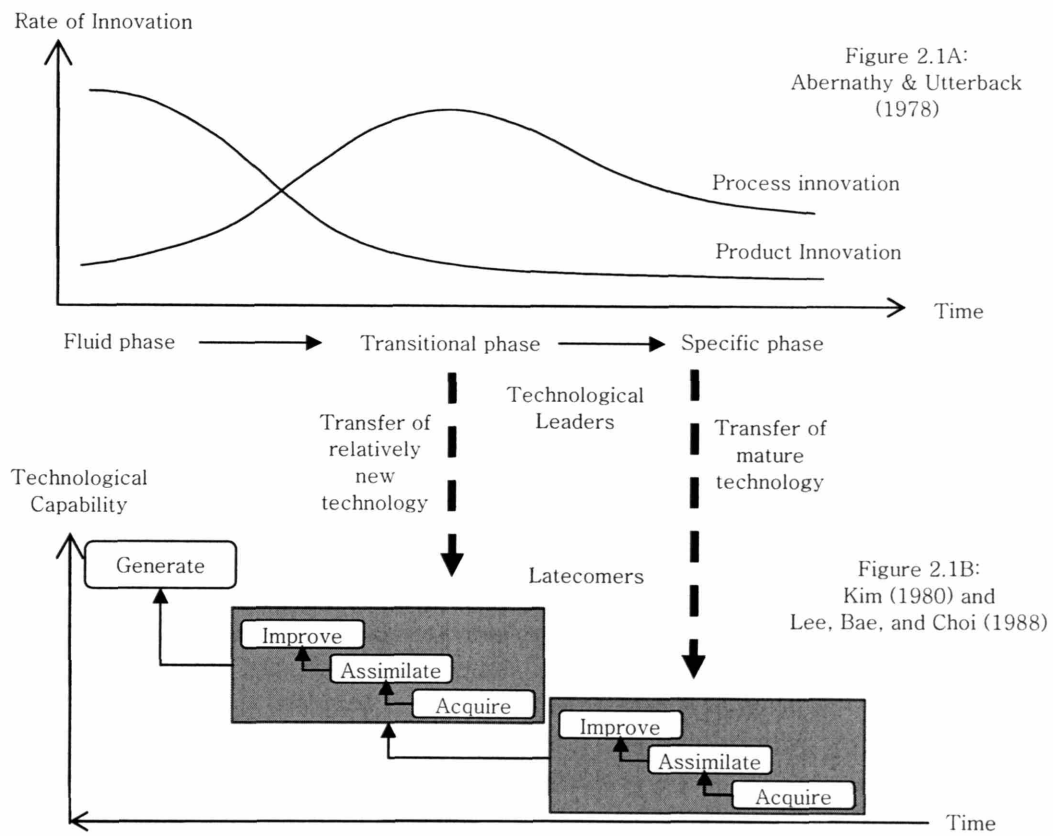 Rate of Innovation
Figure 2.1A:
Abernathy & Utterback
(1978)
Process innovation
Product Innovation
Time
Fluid phase
Transitional phase
Specific phase
Technological
Leaders
Transfer of
relatively
new
technology
Transfer of
mature
technology
Technological
Capability
Generate
Latecomers
Figure 2.1B:
Kim (1980) and
Lee, Bae, and Choi (1988)
Improve
Assimilate
Acquire
Improve
Assimilate
Acquire
Time